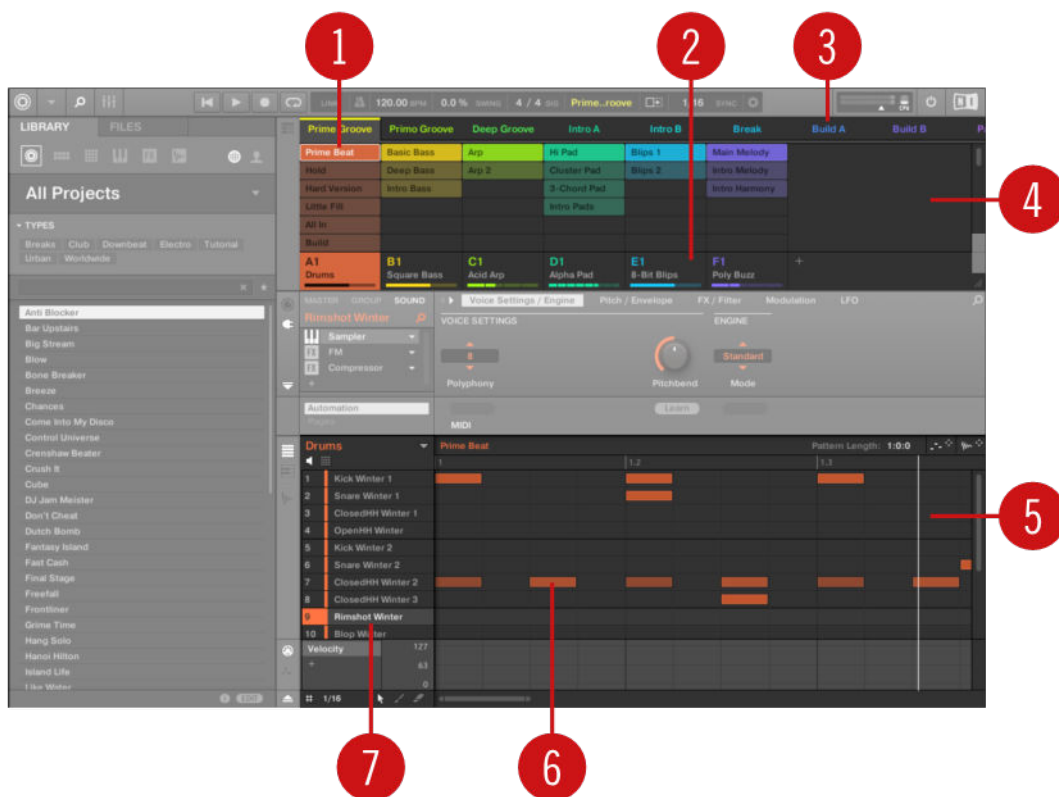 1
2
3
LINK 120.00 BPM 0.0 % SWING 4 / 4 SIG Prime..roove 1/16 SYNC CPU
LIBRARY FILES
Prime Groove Primo Groove Deep Groove Intro A Intro B Break Build A Build B
FX
Prime Beat Basic Bass Arp Hi Pad Blips 1 Main Melody
Hold Deep Bass Arp 2 Cluster Pad Blips 2 Intro Melody
Hard Version Intro Bass 3-Chord Pad Intro Harmony
Little Fill Intro Pads
All In
Build
4
All Projects
TYPES
Breaks Club Downbeat Electro Tutorial
Urban Worldwide
A1 B1 C1 D1 E1 F1 +
Drums Square Bass Acid Arp Alpha Pad 8-Bit Blips Poly Buzz
Anti Blocker
Bar Upstairs
Big Stream
Blow
Bone Breaker
Breeze
Chances
Come Into My Disco
Control Universe
Crenshaw Beater
Crush It
Cube
DJ Jam Meister
Don't Cheat
Dutch Bomb
Fantasy Island
Fast Cash
Final Stage
Freefall
Frontliner
Grime Time
Hang Solo
Hanoi Hilton
Island Life
Like Water
EDIT
MASTER GROUP SOUND Voice Settings / Engine Pitch / Envelope FX / Filter Modulation LFO
Rimshot Winter VOICE SETTINGS ENGINE
Sampler
FX FM 8 Standard
FX Compressor
+ Polyphony Pitchbend Mode
Automation Learn
Player MIDI
Drums Prime Beat Pattern Length: 1:0:0
1 1.2 1.3
1 Kick Winter 1
2 Snare Winter 1
3 ClosedHH Winter 1
4 OpenHH Winter
5 Kick Winter 2
6 Snare Winter 2
7 ClosedHH Winter 2
8 ClosedHH Winter 3
9 Rimshot Winter
10 Blop Winter
5
Velocity 127
+ 63
0
1/16
7
6